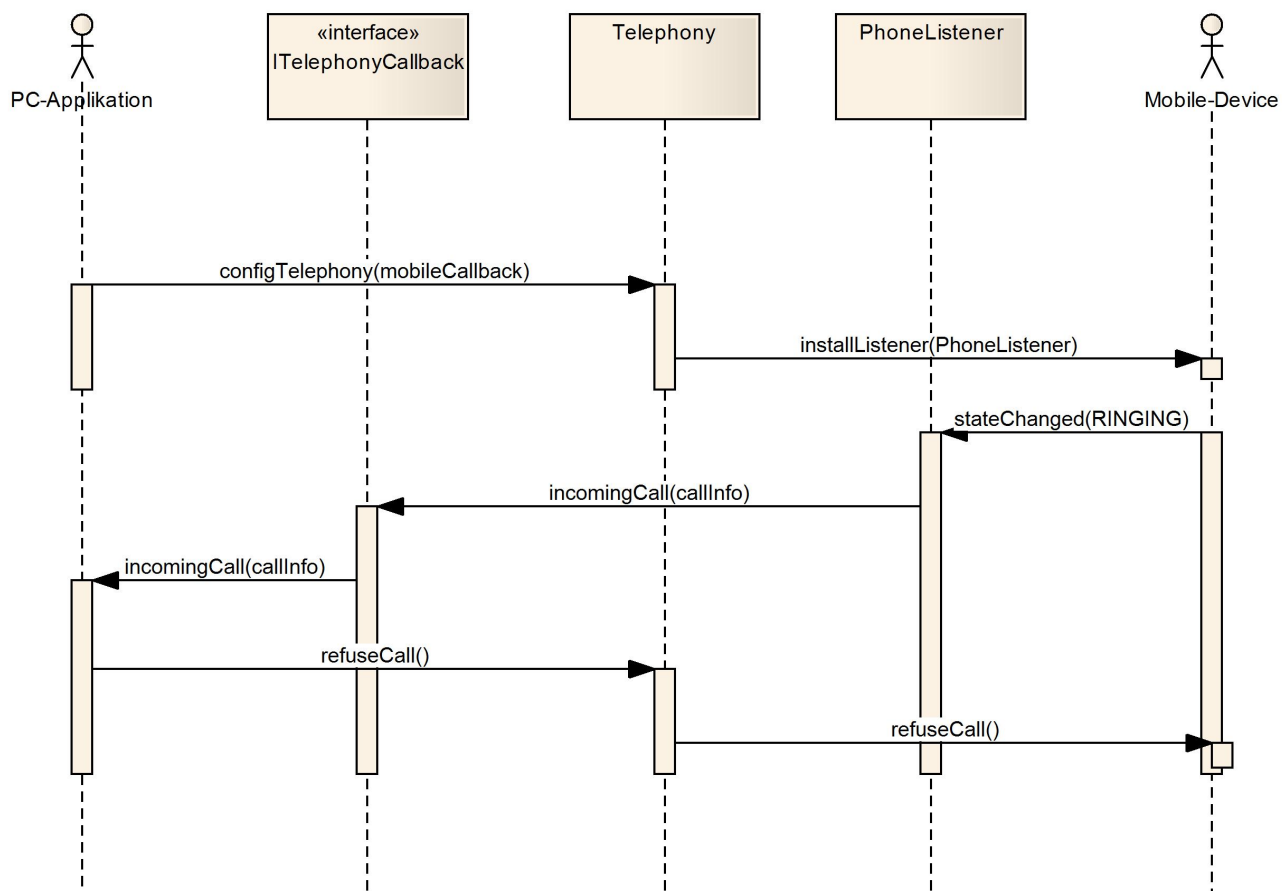 «interface»
ITelephonyCallback
Telephony
PhoneListener
PC-Applikation
Mobile-Device
configTelephony(mobileCallback)
installListener(PhoneListener)
stateChanged(RINGING)
incomingCall(callInfo)
incomingCall(callInfo)
refuseCall()
refuseCall()